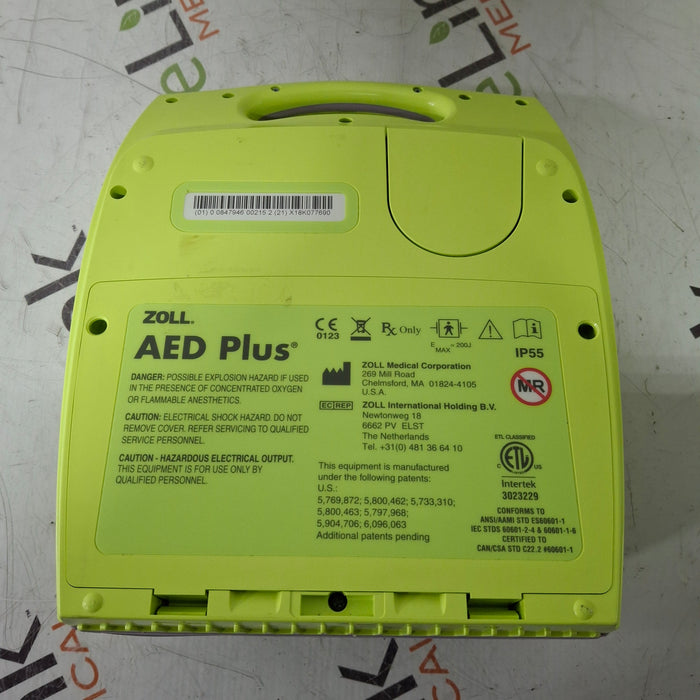 (01) 0 0847946 00215 2 (21) X16K077690
ZOLL®
AED Plus®
DANGER: POSSIBLE EXPLOSION HAZARD IF USED
IN THE PRESENCE OF CONCENTRATED OXYGEN
OR FLAMMABLE ANESTHETICS.
CAUTION: ELECTRICAL SHOCK HAZARD. DO NOT
REMOVE COVER. REFER SERVICING TO QUALIFIED
SERVICE PERSONNEL.
CAUTION - HAZARDOUS ELECTRICAL OUTPUT.
THIS EQUIPMENT IS FOR USE ONLY BY
QUALIFIED PERSONNEL.
CE
0123
Rx Only
EMAX = 200J
IP55
ZOLL Medical Corporation
269 Mill Road
Chelmsford, MA 01824-4105
U.S.A.
EC REP
ZOLL International Holding B.V.
Newtonweg 18
6662 PV ELST
The Netherlands
Tel. +31(0) 481 36 64 10
This equipment is manufactured
under the following patents:
U.S.:
5,769,872; 5,800,462; 5,733,310;
5,800,463; 5,797,968;
5,904,706; 6,096,063
Additional patents pending
MR
ETL CLASSIFIED
C ETL US
Intertek
3023229
CONFORMS TO
ANSI/AAMI STD ES60601-1
IEC STDS 60601-2-4 & 60601-1-6
CERTIFIED TO
CAN/CSA STD C22.2 #60601-1